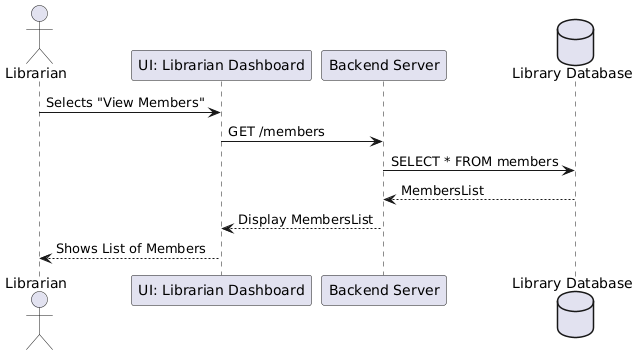 Librarian
UI: Librarian Dashboard
Backend Server
Library Database
Selects "View Members"
GET /members
SELECT * FROM members
MembersList
Display MembersList
Shows List of Members
Librarian
UI: Librarian Dashboard
Backend Server
Library Database